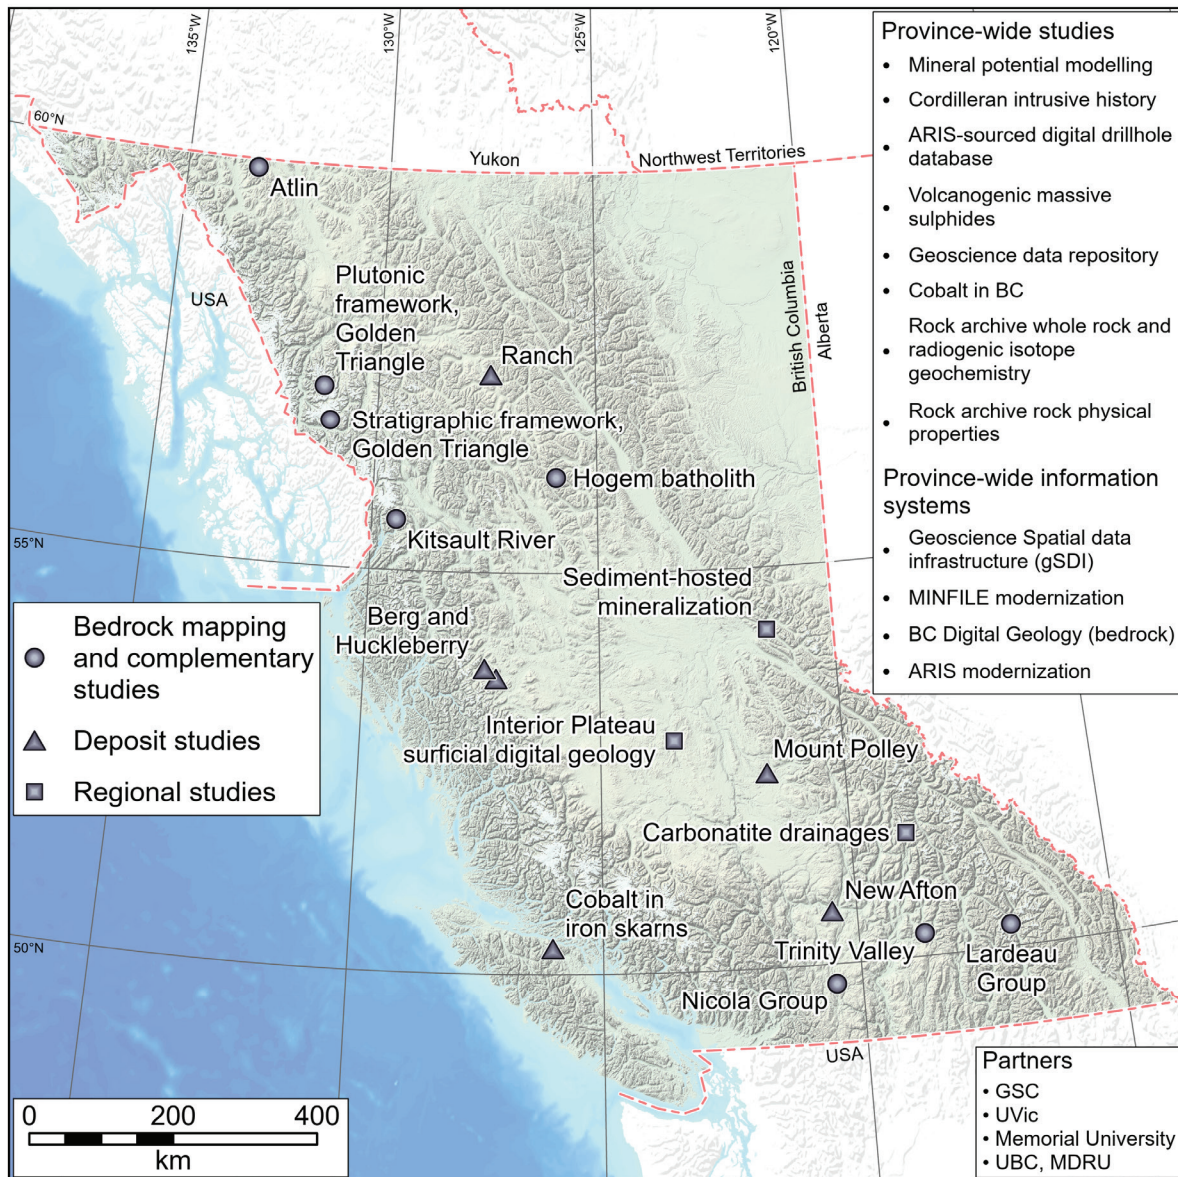 135°W
130°W
125°W
120°W
60°N
Yukon
Northwest Territories
Atlin
USA
British Columbia
Alberta
Plutonic
framework,
Golden
Triangle
Ranch
Stratigraphic framework,
Golden Triangle
Hogem batholith
Kitsault River
55°N
Sediment-hosted
mineralization
Berg and
Huckleberry
Interior Plateau
surficial digital geology
Mount Polley
Carbonatite drainages
New Afton
Cobalt in
iron skarns
Trinity Valley
Lardeau
Group
50°N
Nicola Group
USA
Province-wide studies
• Mineral potential modelling
• Cordilleran intrusive history
• ARIS-sourced digital drillhole
database
• Volcanogenic massive
sulphides
• Geoscience data repository
• Cobalt in BC
• Rock archive whole rock and
radiogenic isotope
geochemistry
• Rock archive rock physical
properties
Province-wide information
systems
• Geoscience Spatial data
infrastructure (gSDI)
• MINFILE modernization
• BC Digital Geology (bedrock)
• ARIS modernization
Bedrock mapping
and complementary
studies
Deposit studies
Regional studies
0 200 400
km
Partners
• GSC
• UVic
• Memorial University
• UBC, MDRU